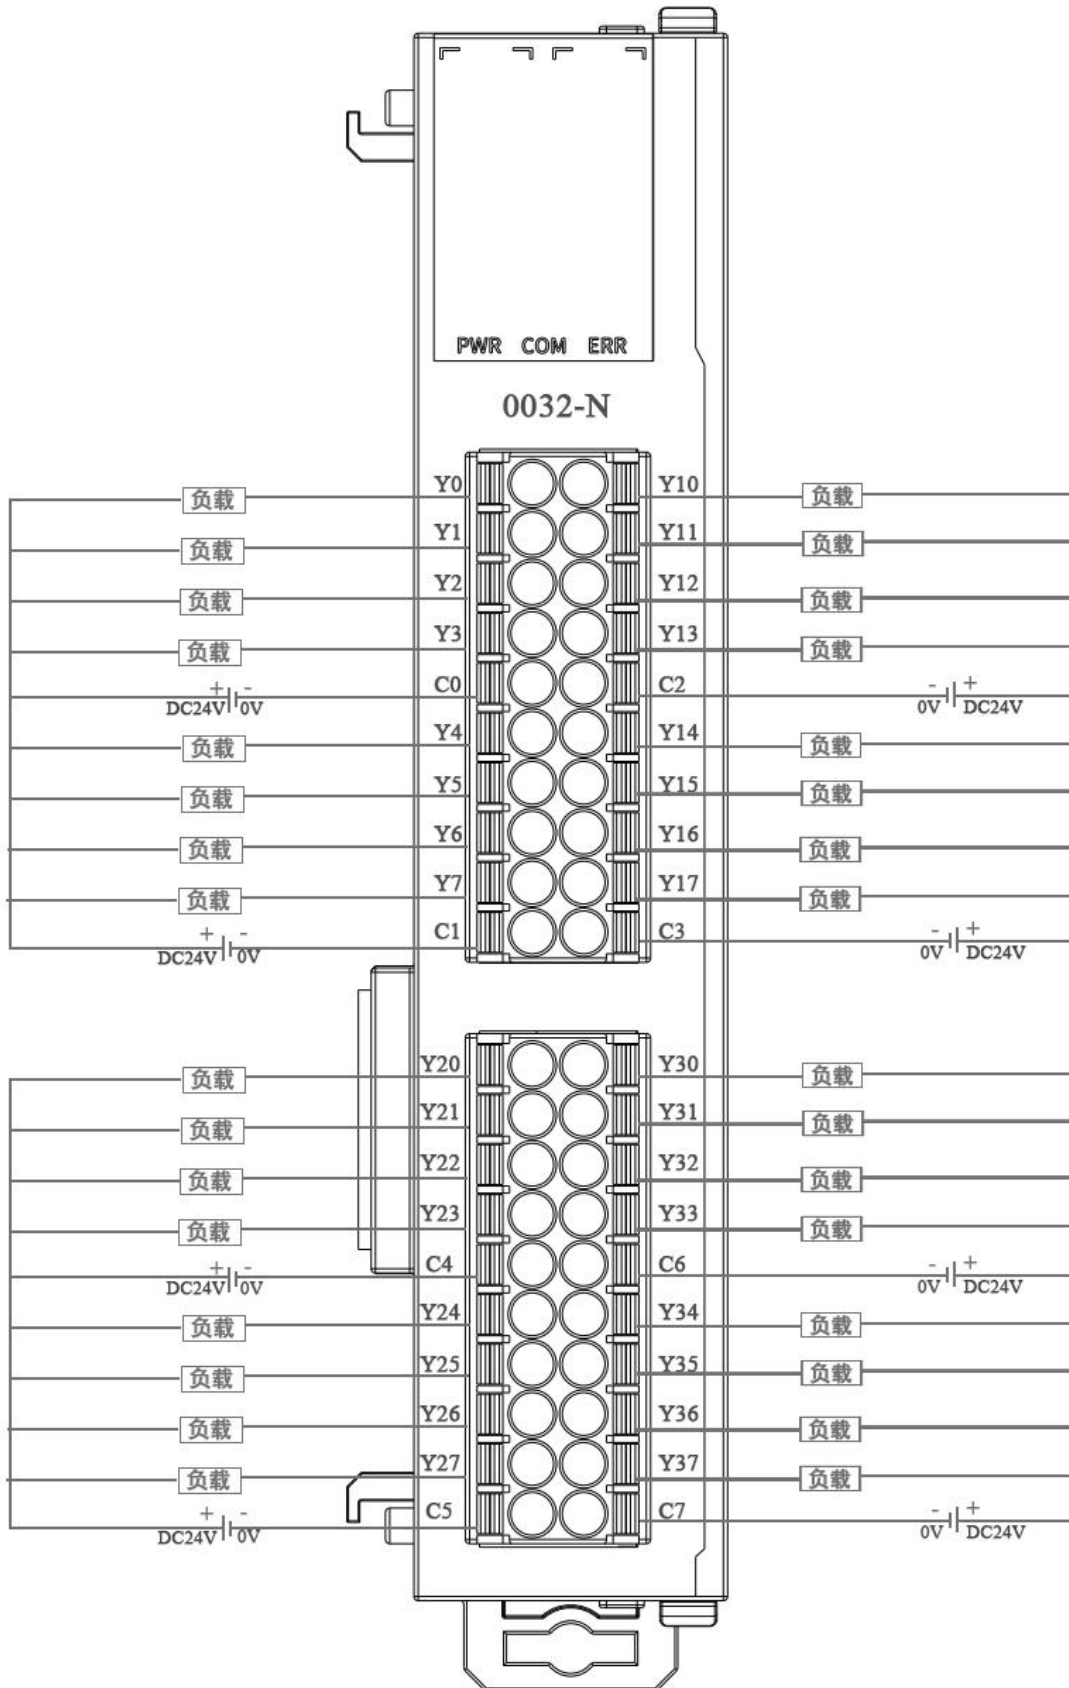 PWR COM ERR
0032-N
负载 Y0 Y10 负载
负载 Y1 Y11 负载
负载 Y2 Y12 负载
负载 Y3 Y13 负载
+ - C0 C2 - +
DC24V 0V 0V DC24V
负载 Y4 Y14 负载
负载 Y5 Y15 负载
负载 Y6 Y16 负载
负载 Y7 Y17 负载
+ - C1 C3 - +
DC24V 0V 0V DC24V
负载 Y20 Y30 负载
负载 Y21 Y31 负载
负载 Y22 Y32 负载
负载 Y23 Y33 负载
+ - C4 C6 - +
DC24V 0V 0V DC24V
负载 Y24 Y34 负载
负载 Y25 Y35 负载
负载 Y26 Y36 负载
负载 Y27 Y37 负载
+ - C5 C7 - +
DC24V 0V 0V DC24V